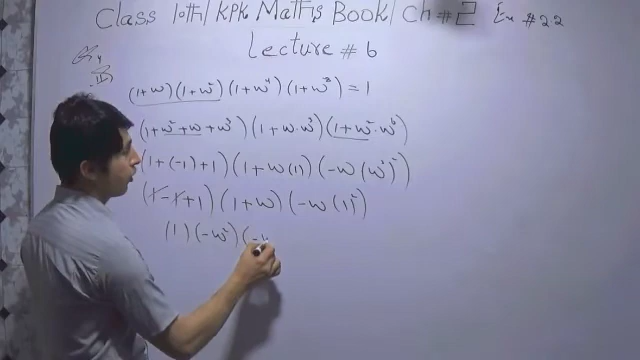 Class 10th/ KPK Maths Book/ Ch # 2 Ex # 2.2
Lecture # 6
(1+ω)(1+ω²)(1+ω⁴)(1+ω⁸) = 1
(1+ω²+ω+ω³)(1+ω·ω³)(1+ω²·ω⁶)
(1+(-1)+1)(1+ω(1))(-ω(ω³)²)
(1-1+1)(1+ω)(-ω(1)²)
(1)(-ω²)(-ω